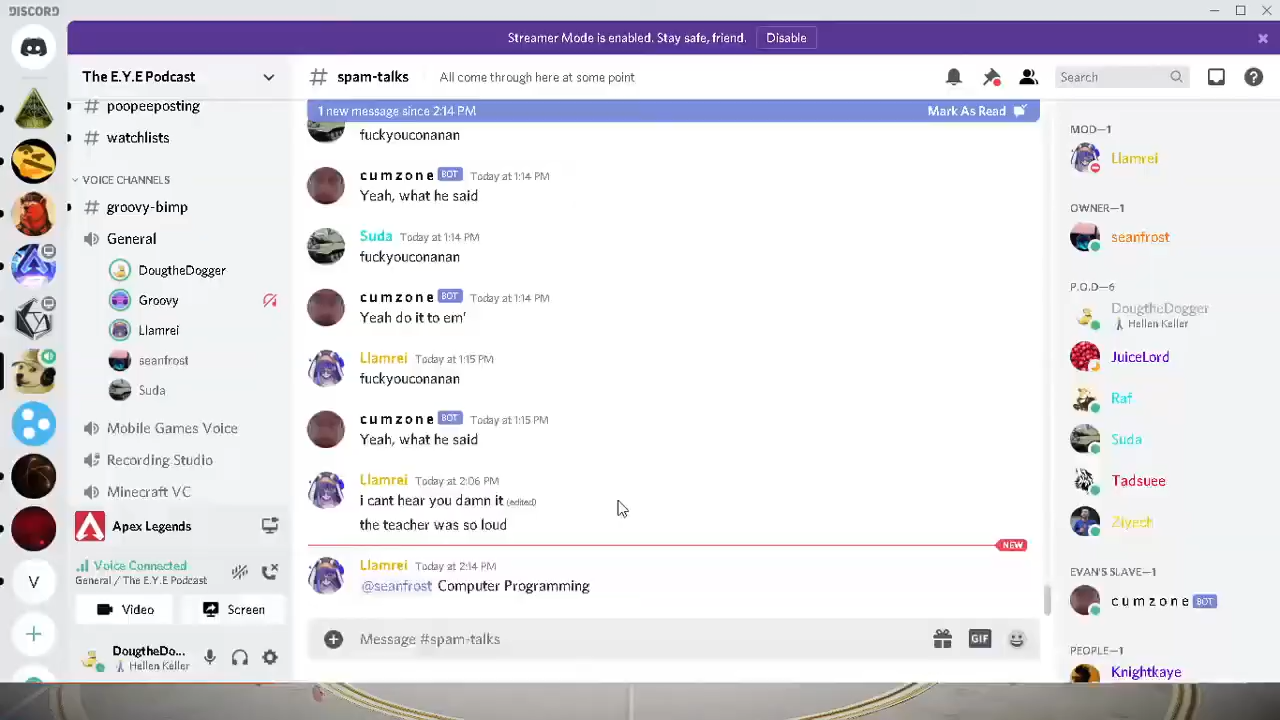 DISCORD
Streamer Mode is enabled. Stay safe, friend. Disable
The E.Y.E Podcast
# poopeeposting
# watchlists
VOICE CHANNELS
# groovy-bimp
General
DougtheDogger
Groovy
Llamrei
seanfrost
Suda
Mobile Games Voice
Recording Studio
Minecraft VC
Apex Legends
Voice Connected
General / The E.Y.E Podcast
Video
Screen
DougtheDo...
Hellen Keller
V
# spam-talks All come through here at some point
Search
1 new message since 2:14 PM Mark As Read
fuckyouconanan
c u m z o n e BOT Today at 1:14 PM
Yeah, what he said
Suda Today at 1:14 PM
fuckyouconanan
c u m z o n e BOT Today at 1:14 PM
Yeah do it to em'
Llamrei Today at 1:15 PM
fuckyouconanan
c u m z o n e BOT Today at 1:15 PM
Yeah, what he said
Llamrei Today at 2:06 PM
i cant hear you damn it (edited)
the teacher was so loud
NEW
Llamrei Today at 2:14 PM
@seanfrost Computer Programming
Message #spam-talks
GIF
MOD—1
Llamrei
OWNER—1
seanfrost
P.O.D—6
DougtheDogger
Hellen Keller
JuiceLord
Raf
Suda
Tadsuee
Ziyech
EVAN'S SLAVE—1
c u m z o n e BOT
PEOPLE—1
Knightkaye